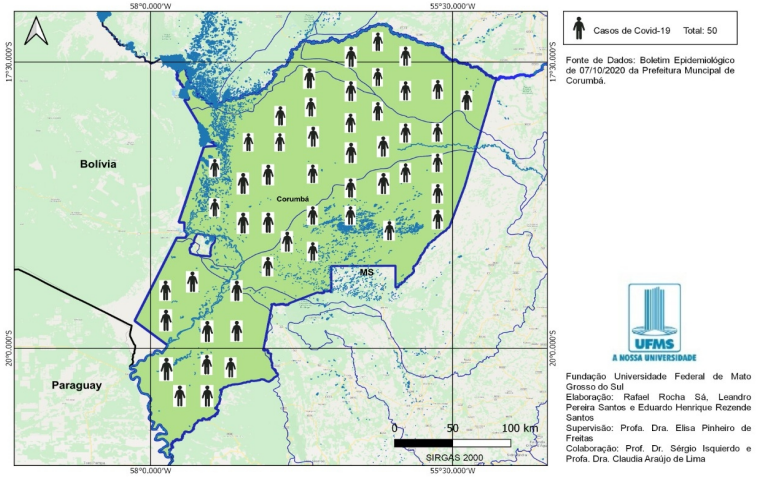 58°0.000'O
55°30.000'O
17°30.000'S
17°30.000'S
Bolívia
Corumbá
MS
20°0.000'S
20°0.000'S
Paraguay
0 50 100 km
SIRGAS 2000
58°0.000'O
55°30.000'O
Casos de Covid-19 Total: 50
Fonte de Dados: Boletim Epidemiológico
de 07/10/2020 da Prefeitura Muncipal de
Corumbá.
UFMS
A NOSSA UNIVERSIDADE
Fundação Universidade Federal de Mato
Grosso do Sul
Elaboração: Rafael Rocha Sá, Leandro
Pereira Santos e Eduardo Henrique Rezende
Santos
Supervisão: Profa. Dra. Elisa Pinheiro de
Freitas
Colaboração: Prof. Dr. Sérgio Isquierdo e
Profa. Dra. Claudia Araújo de Lima